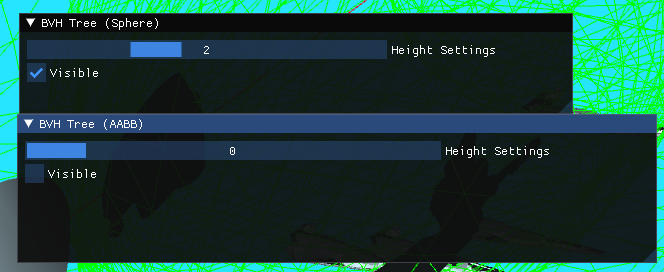 BVH Tree (Sphere)
2 Height Settings
Visible
BVH Tree (AABB)
0 Height Settings
Visible